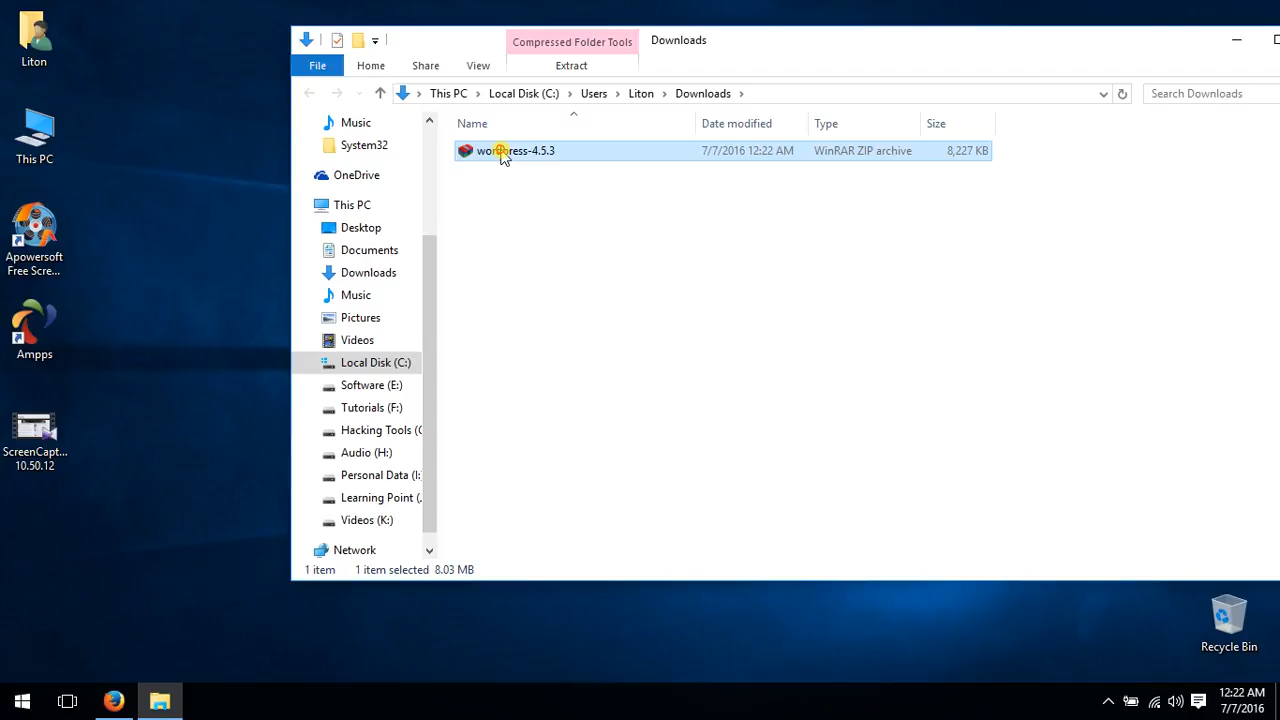 Liton
This PC
Apowersoft
Free Scre...
Ampps
ScreenCapt...
10.50.12
Compressed Folder Tools
Downloads
File
Home
Share
View
Extract
This PC
Local Disk (C:)
Users
Liton
Downloads
Search Downloads
Name
Date modified
Type
Size
wordpress-4.5.3
7/7/2016 12:22 AM
WinRAR ZIP archive
8,227 KB
Music
System32
OneDrive
This PC
Desktop
Documents
Downloads
Music
Pictures
Videos
Local Disk (C:)
Software (E:)
Tutorials (F:)
Hacking Tools (
Audio (H:)
Personal Data (I:
Learning Point (
Videos (K:)
Network
1 item
1 item selected 8.03 MB
Recycle Bin
12:22 AM
7/7/2016